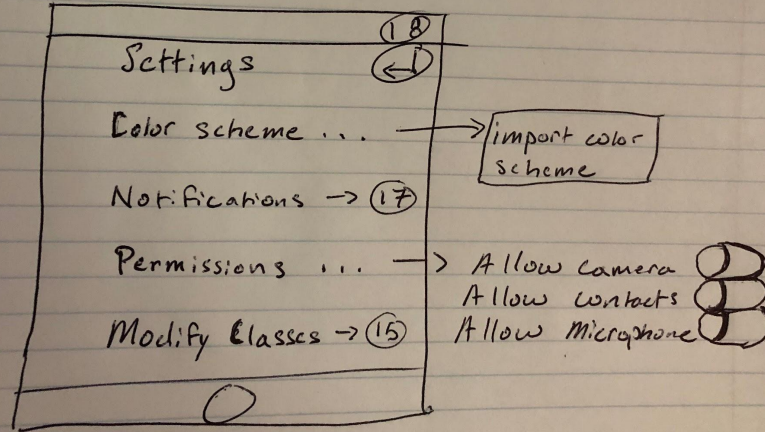 18
Settings
Color scheme ... → import color
scheme
Notifications → 17
Permissions ... → Allow camera
Allow contacts
Modify Classes → 15 Allow Microphone